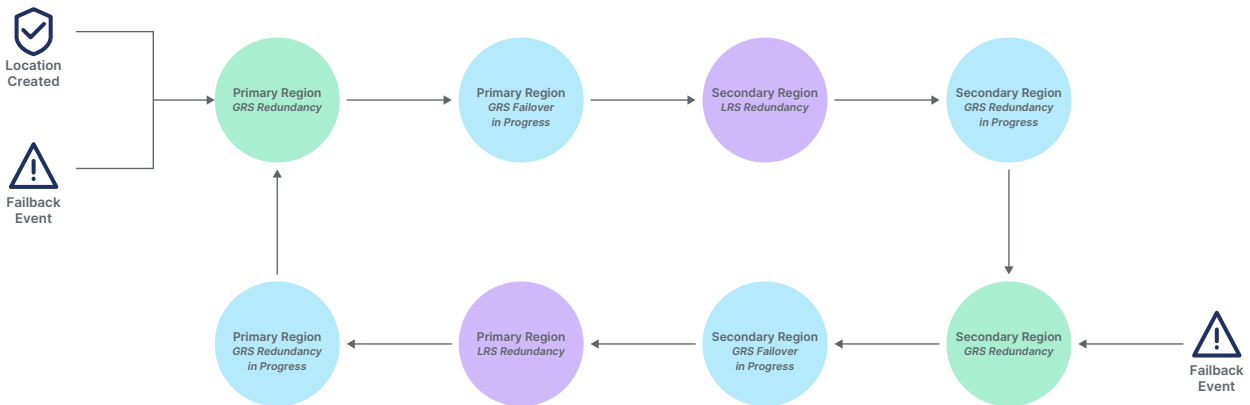 Location
Created
Primary Region
GRS Redundancy
Primary Region
GRS Failover
in Progress
Secondary Region
LRS Redundancy
Secondary Region
GRS Redundancy
in Progress
Failback
Event
Primary Region
GRS Redundancy
in Progress
Primary Region
LRS Redundancy
Secondary Region
GRS Failover
in Progress
Secondary Region
GRS Redundancy
Failback
Event